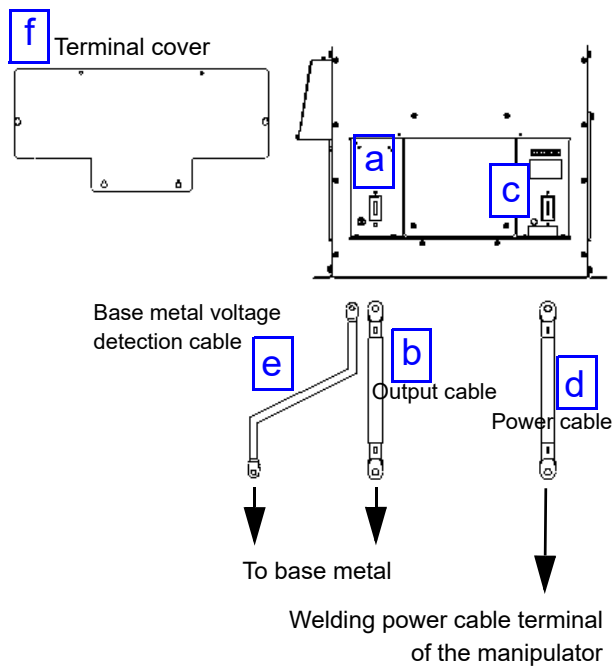 f
Terminal cover
a
c
Base metal voltage
detection cable
e
b
Output cable
d
Power cable
To base metal
Welding power cable terminal
of the manipulator